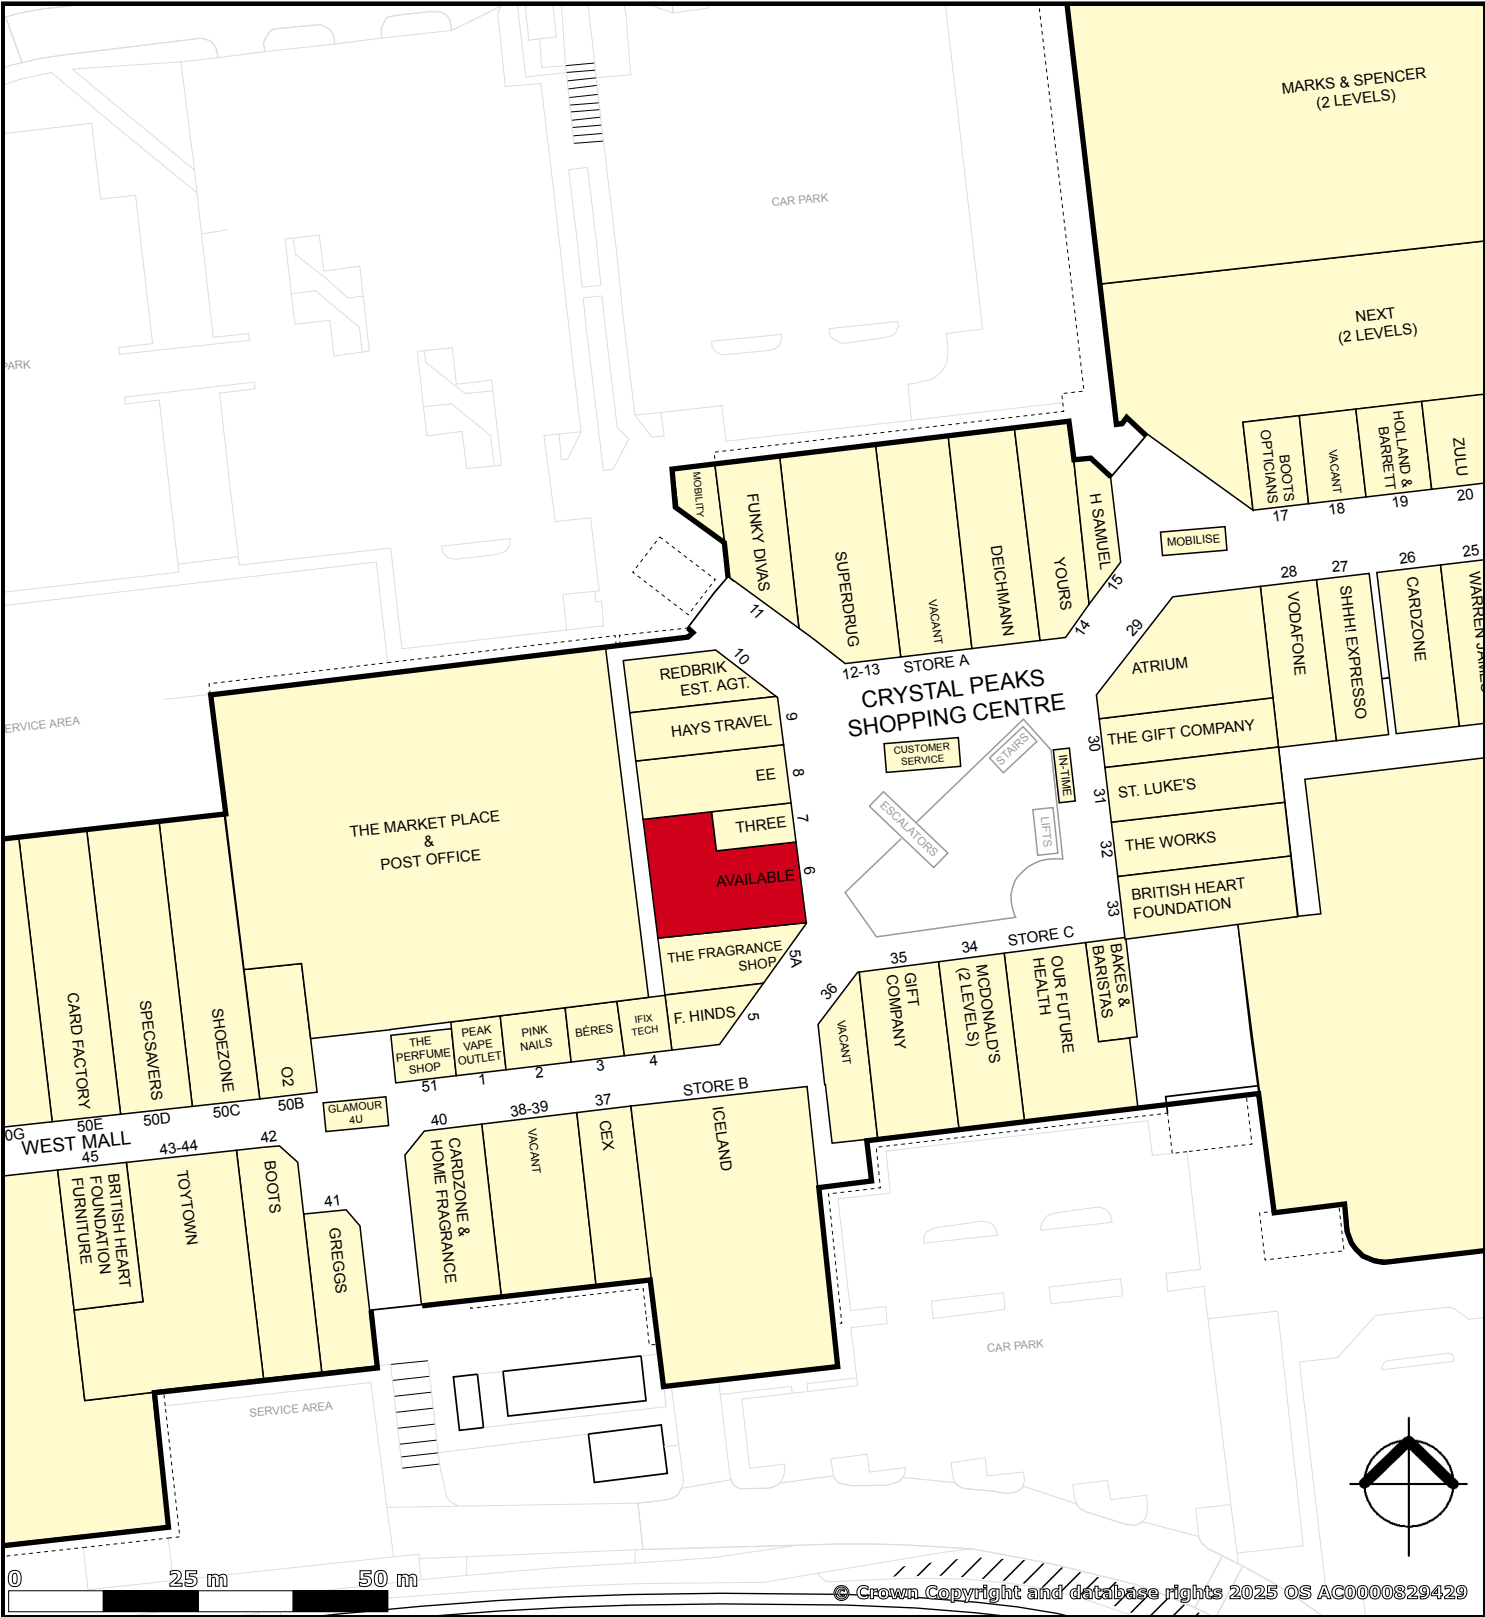 MARKS & SPENCER
(2 LEVELS)
CAR PARK
NEXT
(2 LEVELS)
PARK
BOOTS
OPTICIANS
VACANT
HOLLAND &
BARRETT
ZULU
17
18
19
20
MOBILITY
FUNKY DIVAS
SUPERDRUG
VACANT
DEICHMANN
YOURS
H SAMUEL
MOBILISE
11
12-13
STORE A
14
15
25
26
27
28
29
ATRIUM
VODAFONE
SHHH! EXPRESSO
CARDZONE
WARREN JAMES
CRYSTAL PEAKS
SHOPPING CENTRE
REDBRIK
EST. AGT.
10
HAYS TRAVEL
9
EE
8
THREE
7
AVAILABLE
6
THE FRAGRANCE
SHOP
5A
F. HINDS
5
CUSTOMER
SERVICE
STAIRS
ESCALATORS
IN-TIME
LIFTS
THE GIFT COMPANY
30
ST. LUKE'S
31
THE WORKS
32
BRITISH HEART
FOUNDATION
33
ERVICE AREA
THE MARKET PLACE
&
POST OFFICE
CARD FACTORY
SPECSAVERS
SHOEZONE
O2
THE
PERFUME
SHOP
PEAK
VAPE
OUTLET
PINK
NAILS
BÉRES
IFIX
TECH
51
1
2
3
4
STORE C
34
35
36
VACANT
GIFT
COMPANY
MCDONALD'S
(2 LEVELS)
OUR FUTURE
HEALTH
BAKES &
BARISTAS
0G
50E
50D
50C
50B
GLAMOUR
4U
WEST MALL
STORE B
45
43-44
42
41
40
38-39
37
BRITISH HEART
FOUNDATION
FURNITURE
TOYTOWN
BOOTS
GREGGS
CARDZONE &
HOME FRAGRANCE
VACANT
CEX
ICELAND
CAR PARK
SERVICE AREA
0
25 m
50 m
© Crown Copyright and database rights 2025 OS AC0000829429